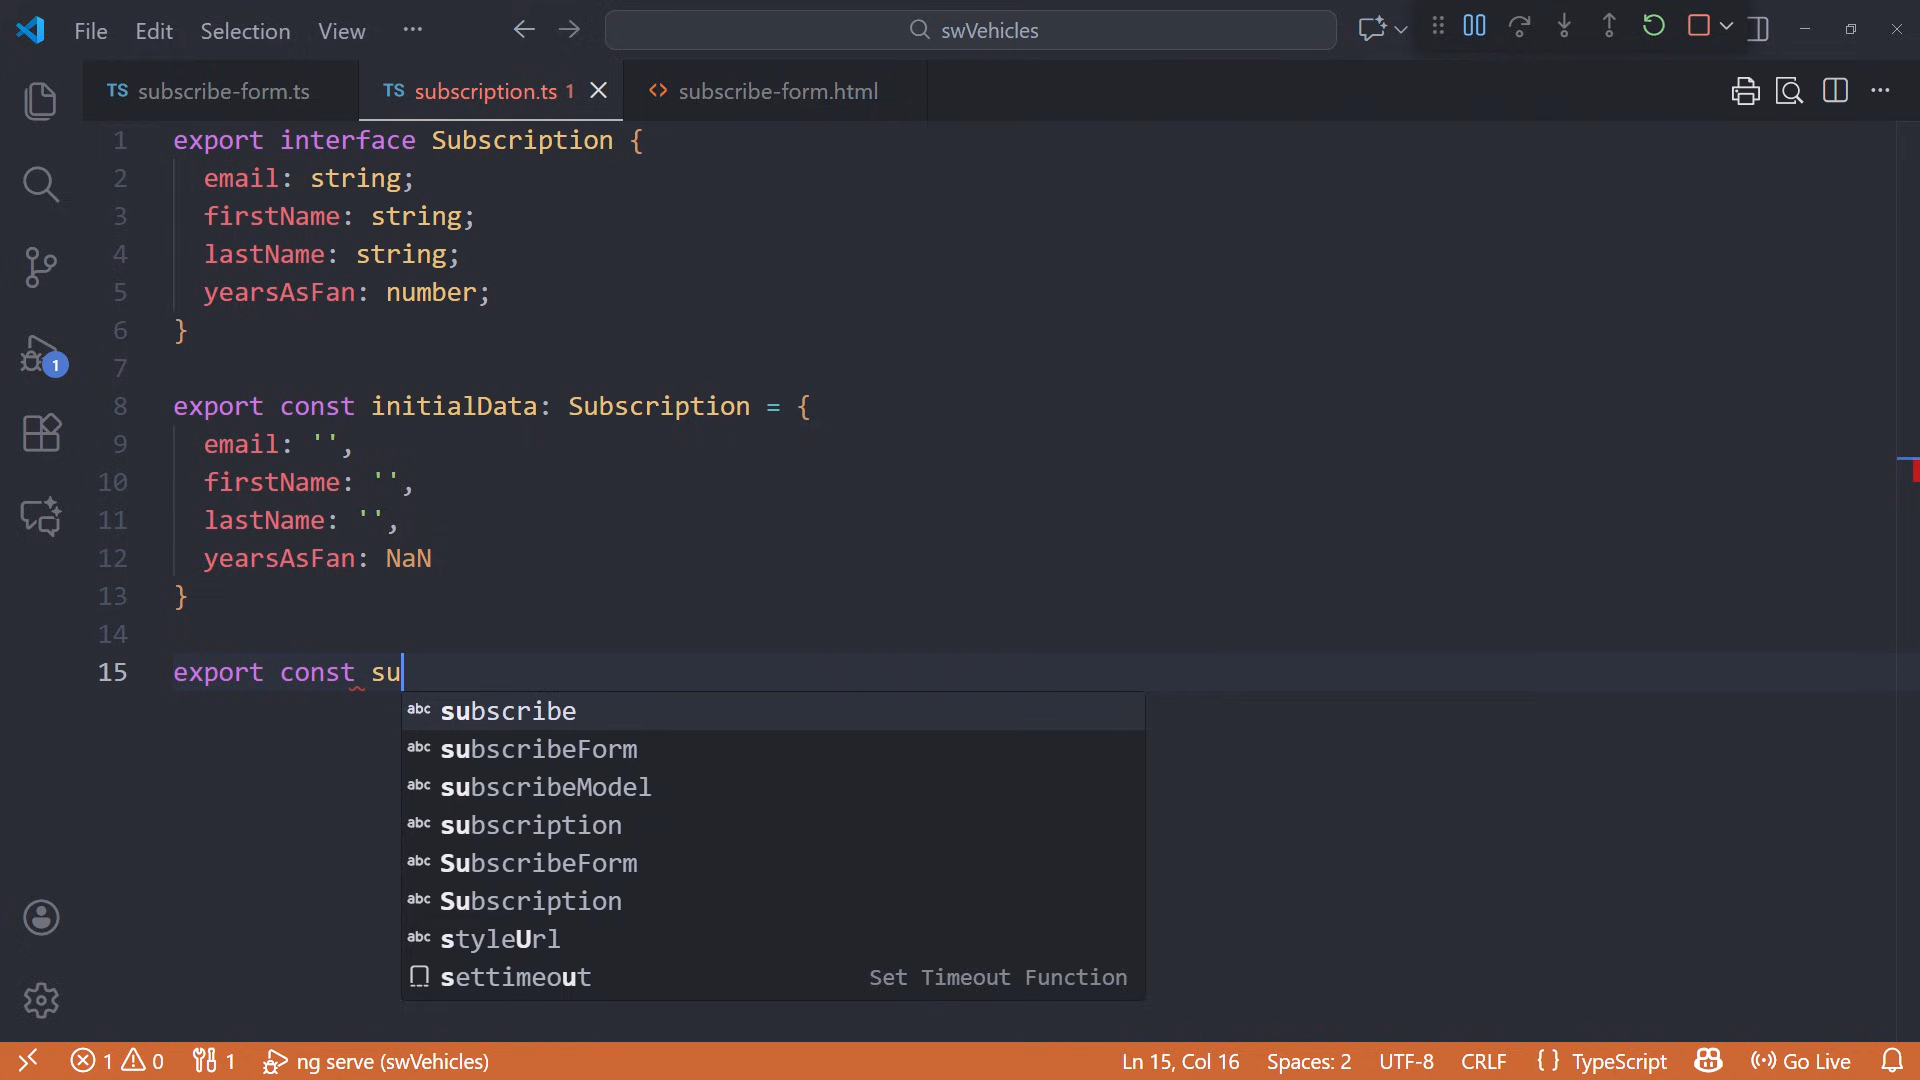 File Edit Selection View ··· swVehicles
TS subscribe-form.ts TS subscription.ts 1 subscribe-form.html
1 export interface Subscription {
2 email: string;
3 firstName: string;
4 lastName: string;
5 yearsAsFan: number;
6 }
7
8 export const initialData: Subscription = {
9 email: '',
10 firstName: '',
11 lastName: '',
12 yearsAsFan: NaN
13 }
14
15 export const su
abc subscribe
abc subscribeForm
abc subscribeModel
abc subscription
abc SubscribeForm
abc Subscription
abc styleUrl
settimeout Set Timeout Function
1
1 0 1 ng serve (swVehicles) Ln 15, Col 16 Spaces: 2 UTF-8 CRLF { } TypeScript Go Live